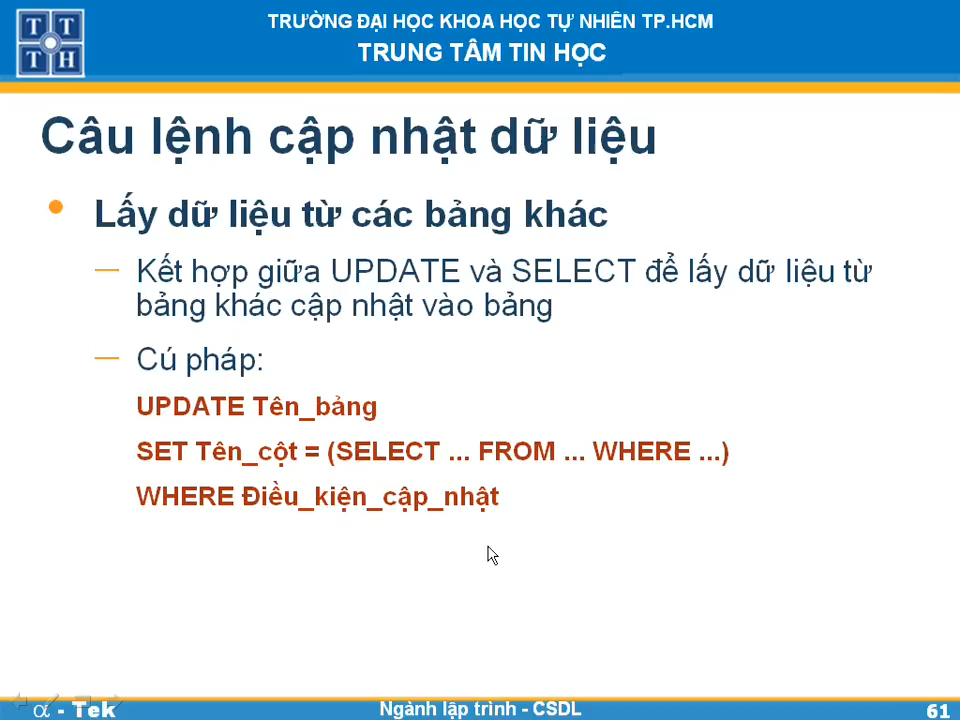 T T
T H
TRƯỜNG ĐẠI HỌC KHOA HỌC TỰ NHIÊN TP.HCM
TRUNG TÂM TIN HỌC
Câu lệnh cập nhật dữ liệu
Lấy dữ liệu từ các bảng khác
Kết hợp giữa UPDATE và SELECT để lấy dữ liệu từ
bảng khác cập nhật vào bảng
Cú pháp:
UPDATE Tên_bảng
SET Tên_cột = (SELECT ... FROM ... WHERE ...)
WHERE Điều_kiện_cập_nhật
α - Tek
Ngành lập trình - CSDL
61